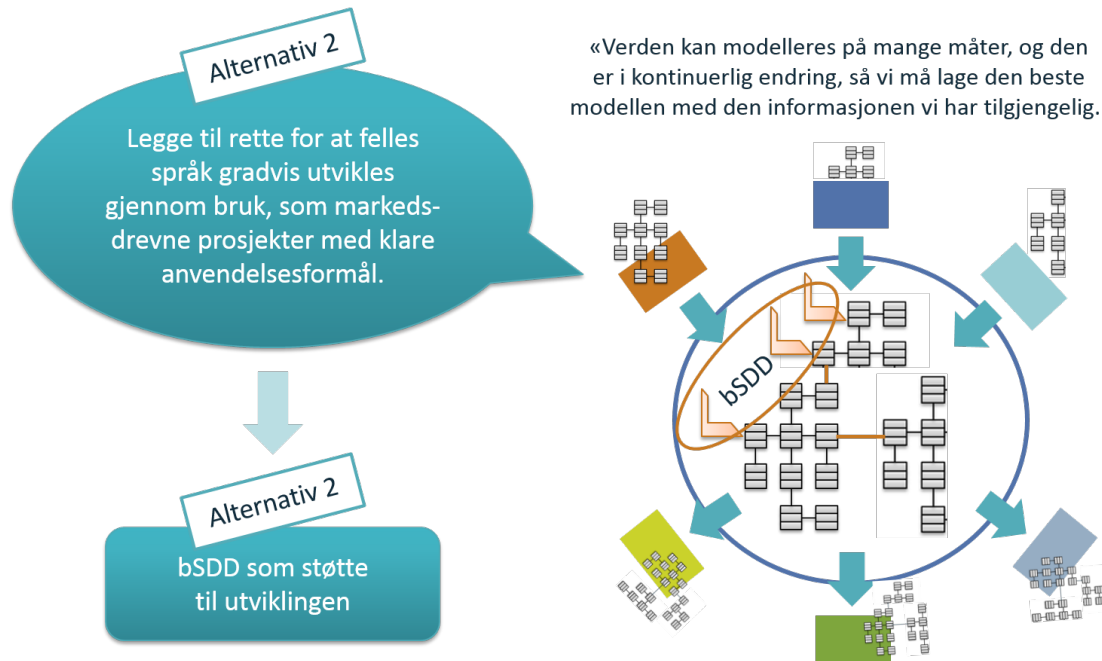 Alternativ 2
Legge til rette for at felles
språk gradvis utvikles
gjennom bruk, som markeds-
drevne prosjekter med klare
anvendelsesformål.
Alternativ 2
bSDD som støtte
til utviklingen
«Verden kan modelleres på mange måter, og den
er i kontinuerlig endring, så vi må lage den beste
modellen med den informasjonen vi har tilgjengelig.
bSDD